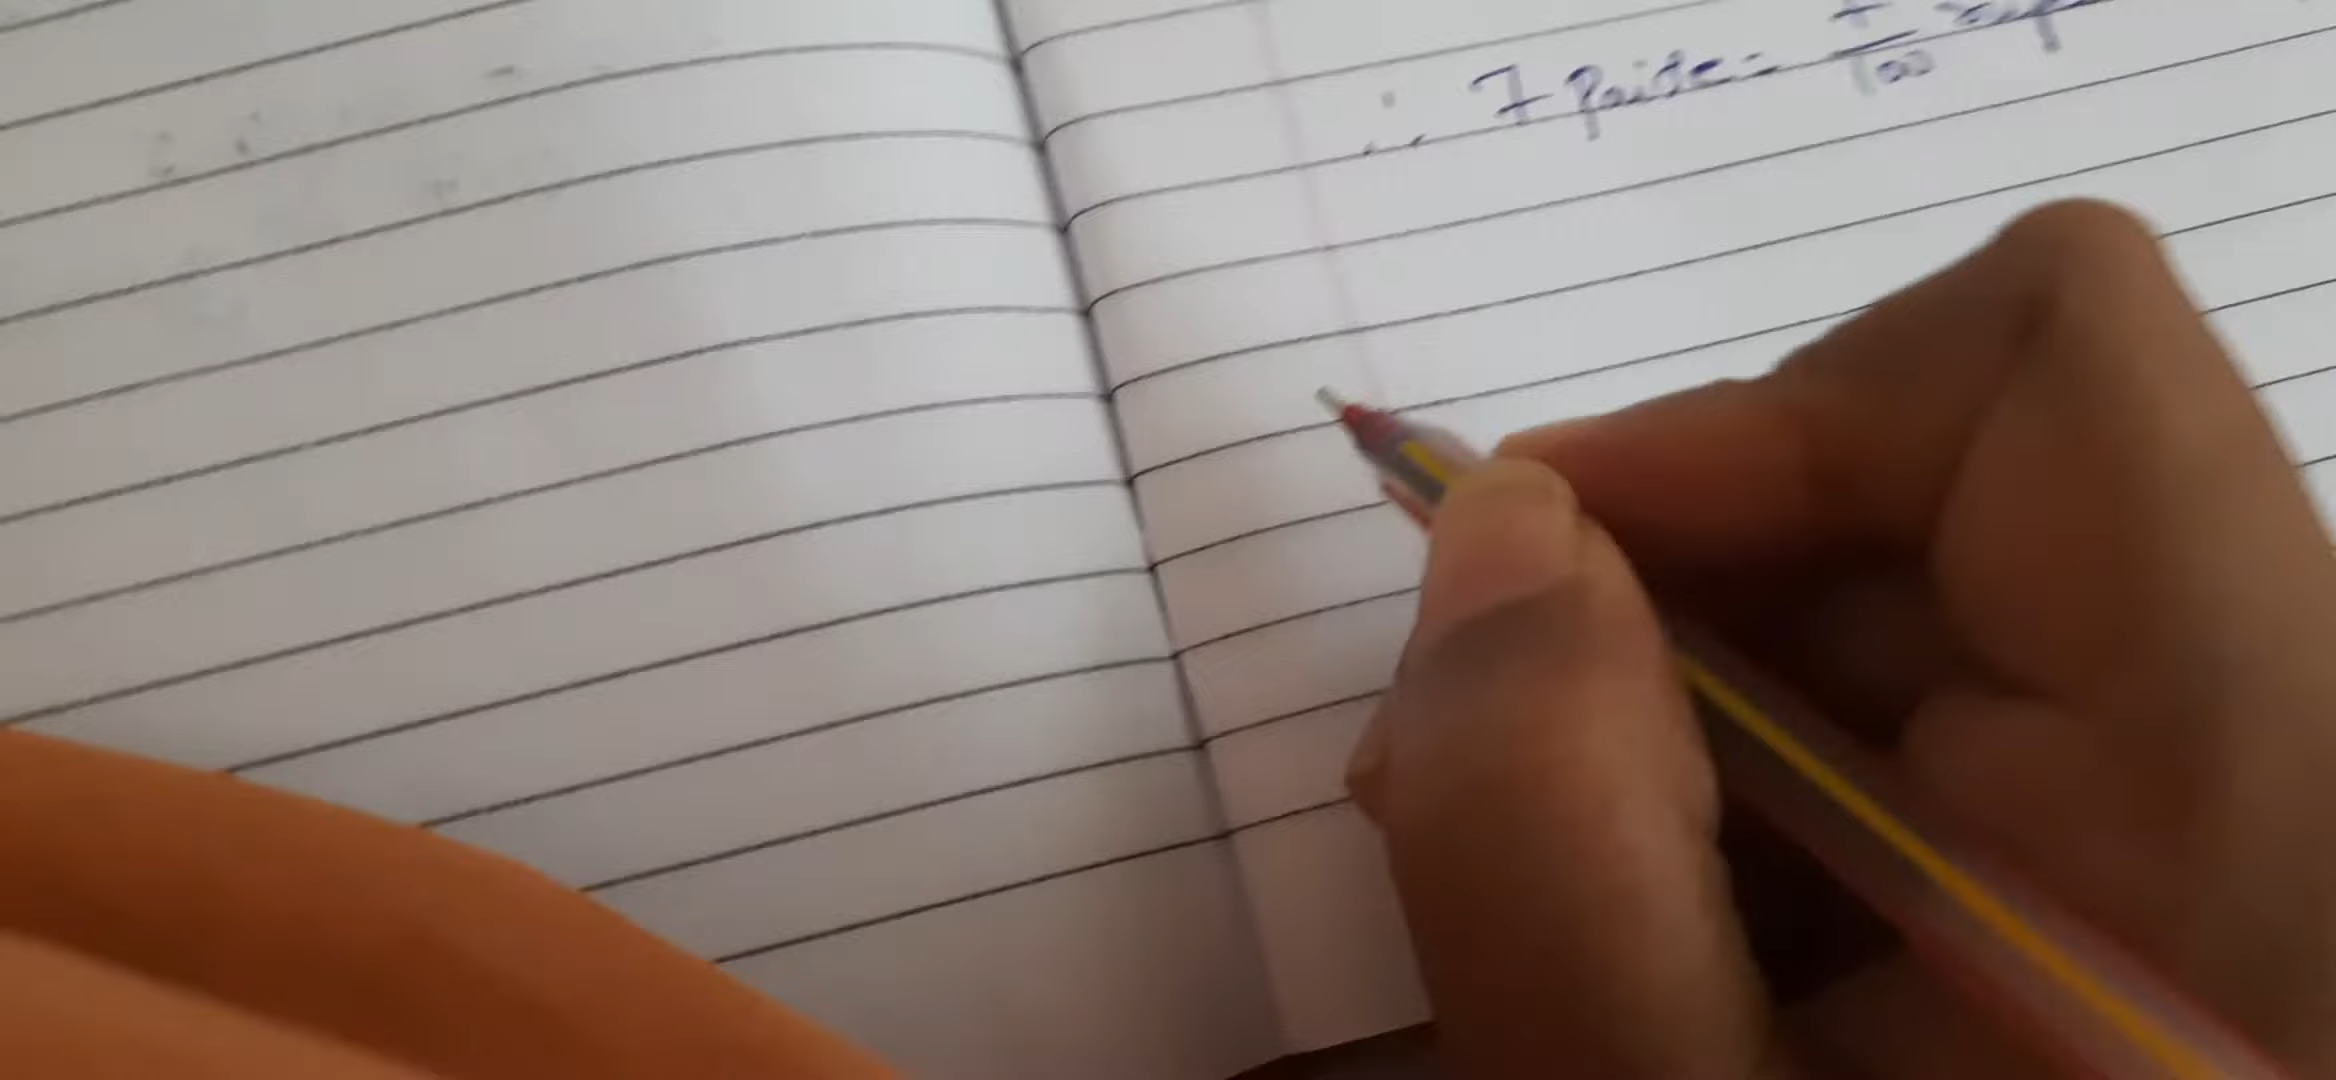 ∴ 7 Paise = 7/100